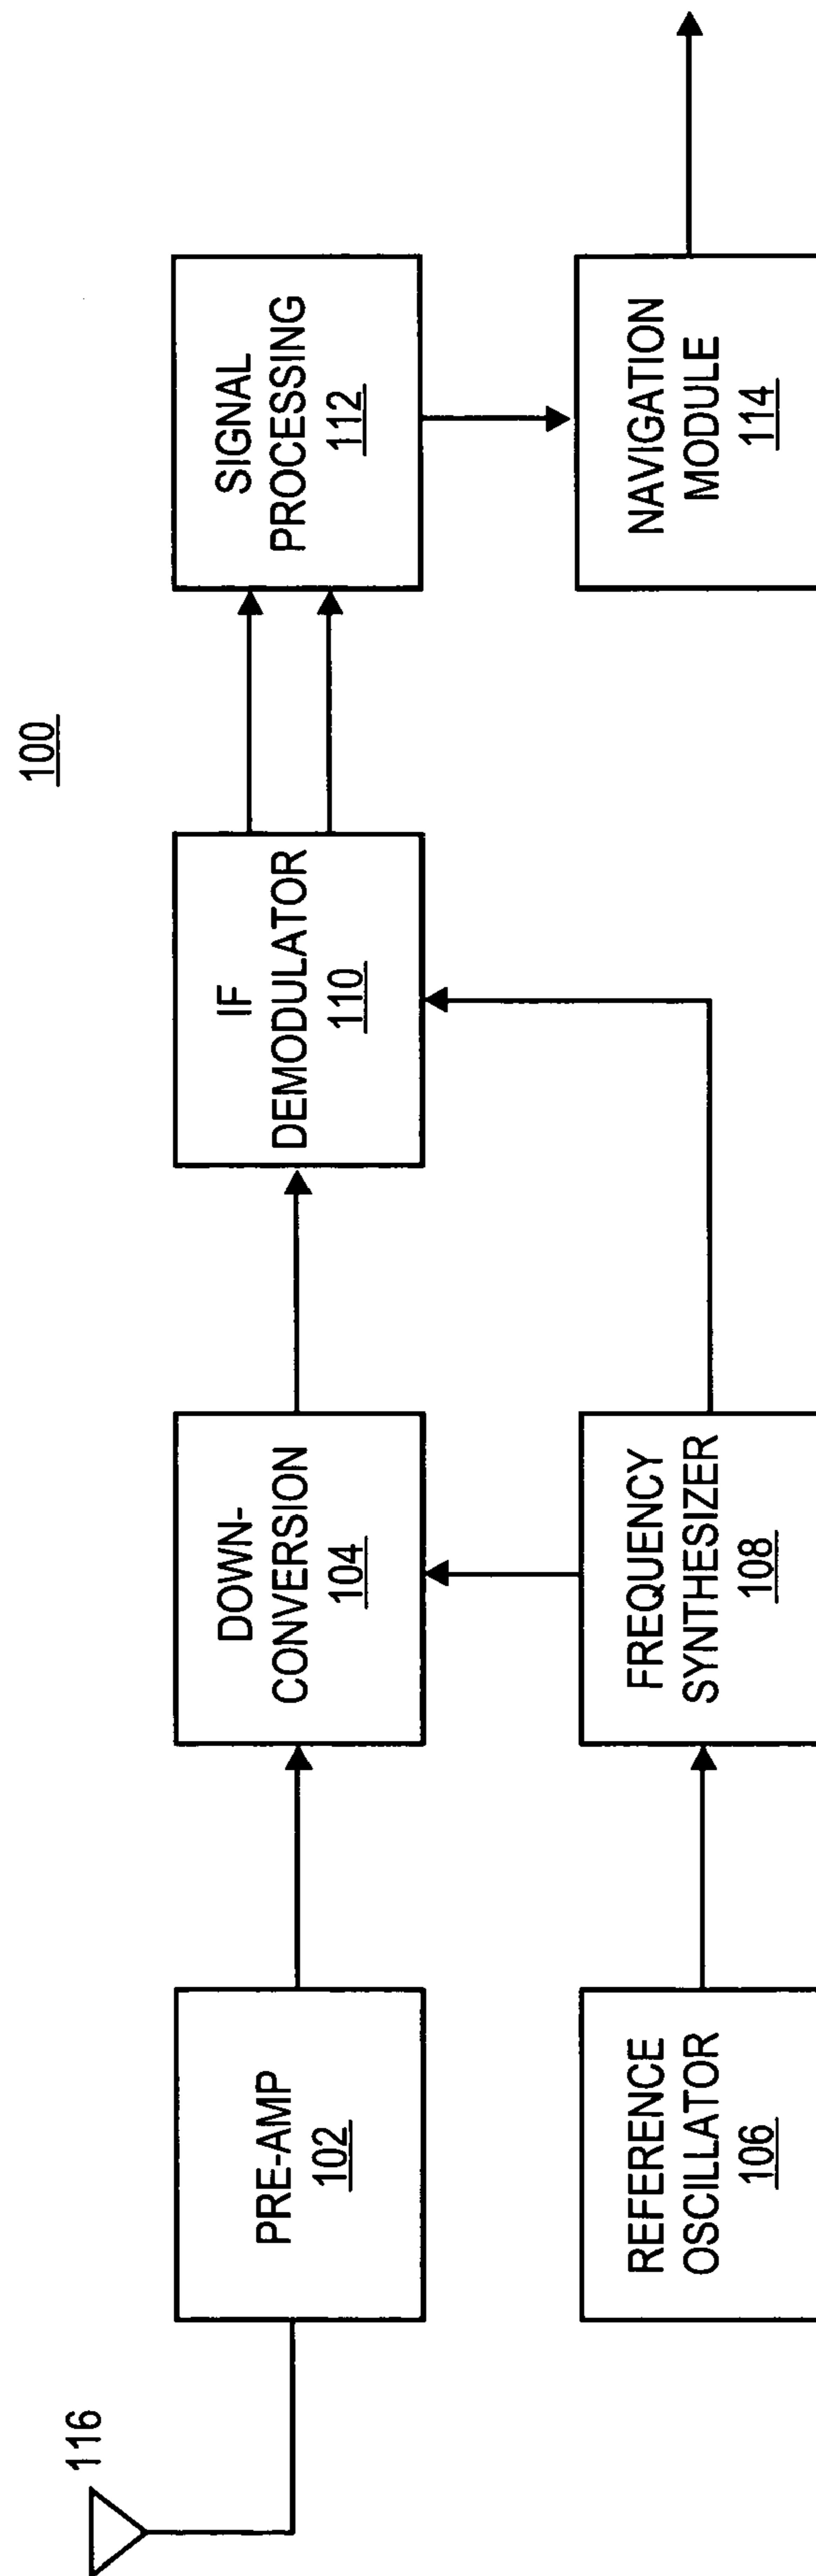 100
116
PRE-AMP
102
DOWN-
CONVERSION
104
IF
DEMODULATOR
110
SIGNAL
PROCESSING
112
REFERENCE
OSCILLATOR
106
FREQUENCY
SYNTHESIZER
108
NAVIGATION
MODULE
114